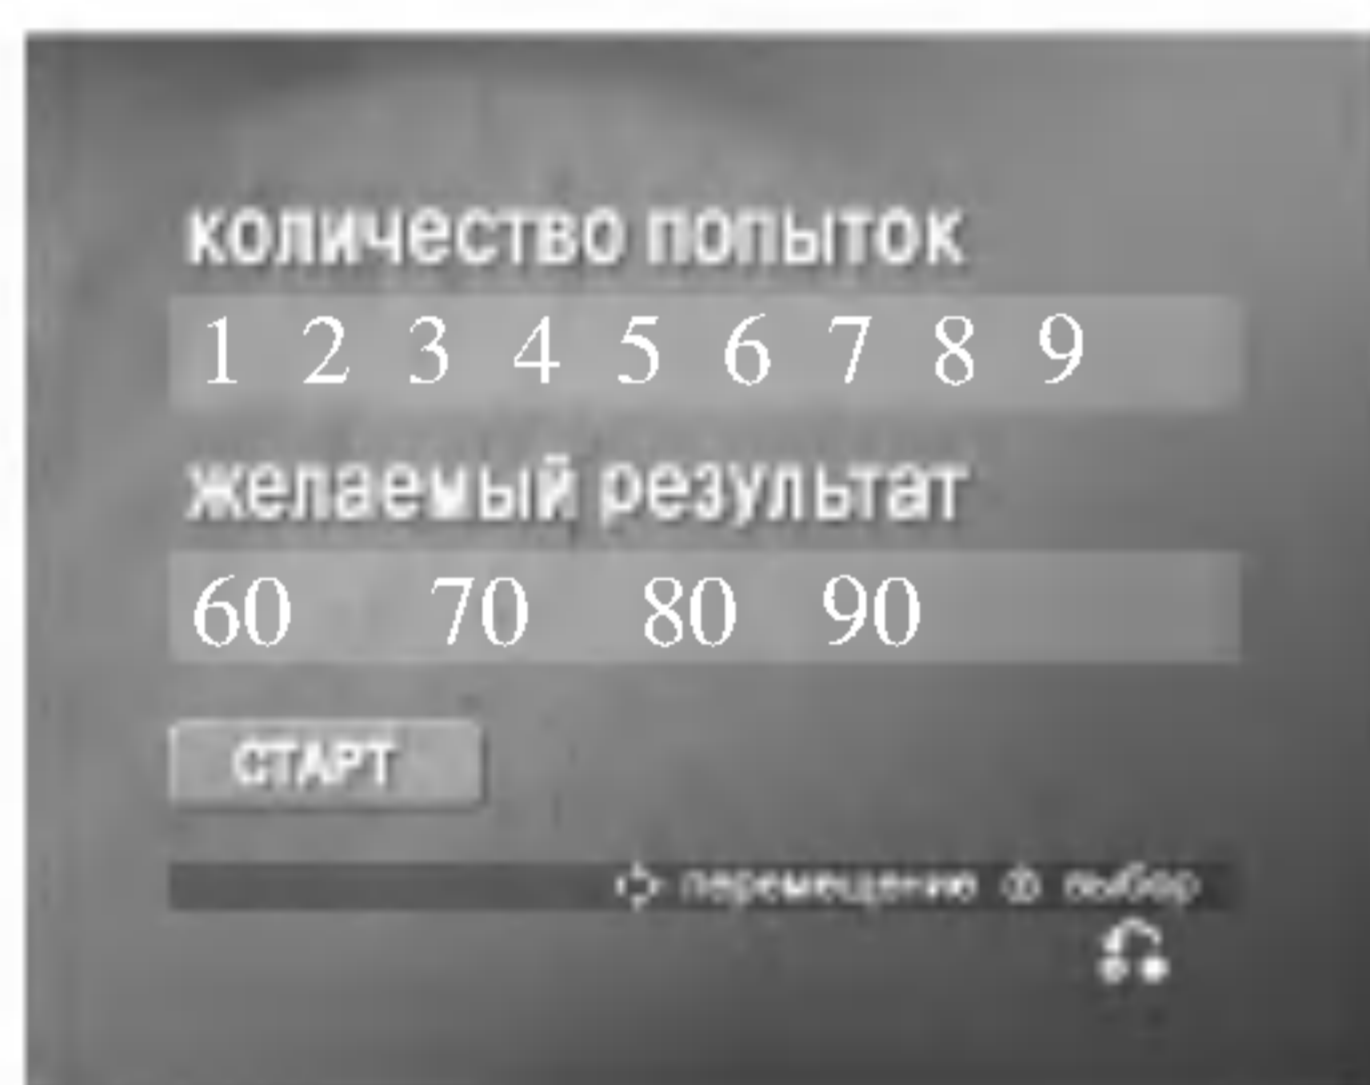 количество попыток
1 2 3 4 5 6 7 8 9
желаемый результат
60 70 80 90
СТАРТ
перемещение выбор